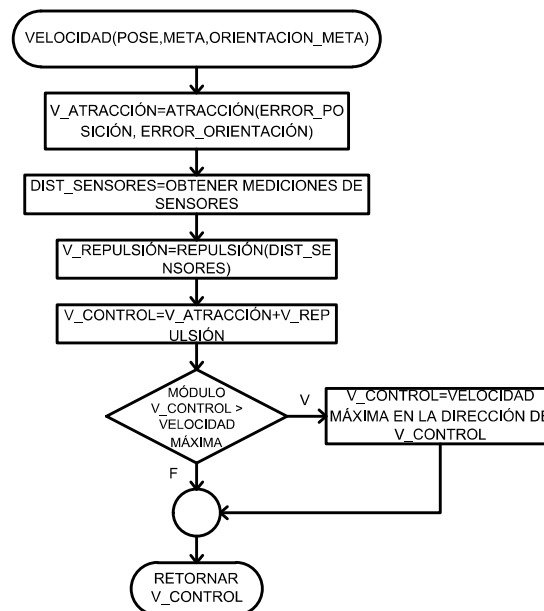 VELOCIDAD(POSE,META,ORIENTACION_META)
V_ATRACCIÓN=ATRACCIÓN(ERROR_PO
SICIÓN, ERROR_ORIENTACIÓN)
DIST_SENSORES=OBTENER MEDICIONES DE
SENSORES
V_REPULSIÓN=REPULSIÓN(DIST_SE
NSORES)
V_CONTROL=V_ATRACCIÓN+V_REP
ULSIÓN
MÓDULO
V_CONTROL >
VELOCIDAD
MÁXIMA
V
V_CONTROL=VELOCIDAD
MÁXIMA EN LA DIRECCIÓN DE
V_CONTROL
F
RETORNAR
V_CONTROL